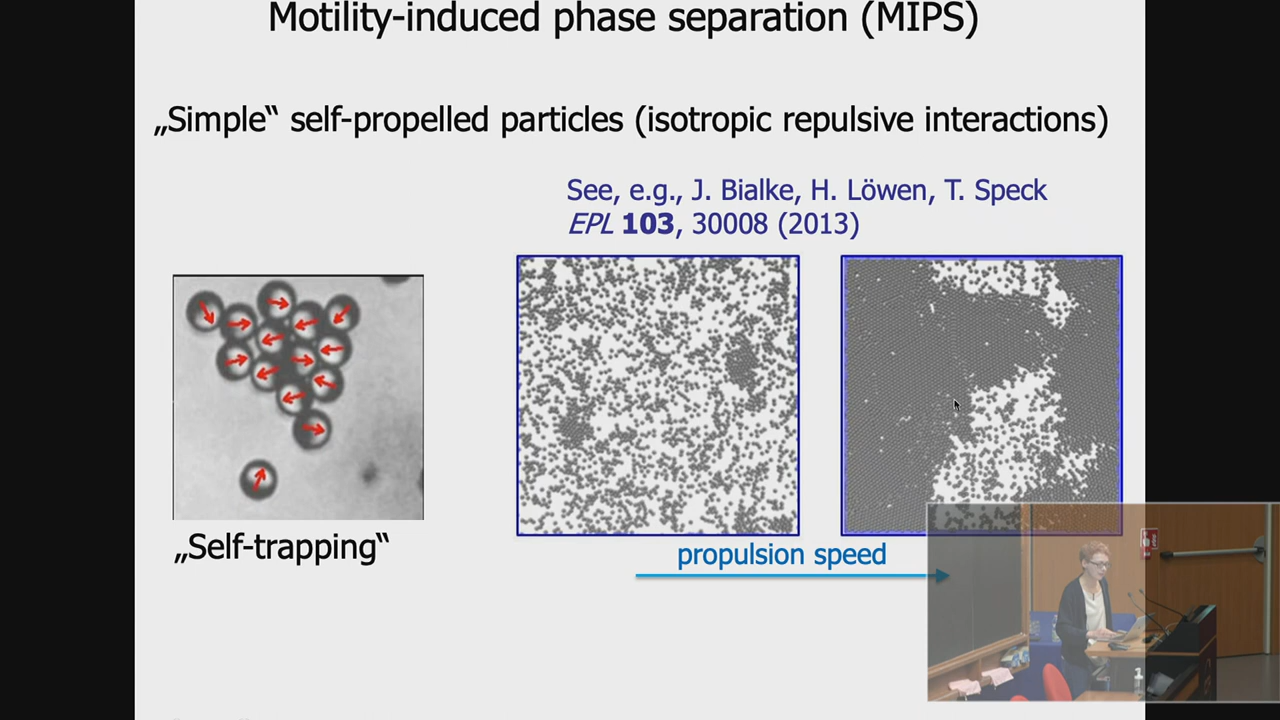 Motility-induced phase separation (MIPS)
„Simple“ self-propelled particles (isotropic repulsive interactions)
See, e.g., J. Bialke, H. Löwen, T. Speck
EPL 103, 30008 (2013)
„Self-trapping“
propulsion speed